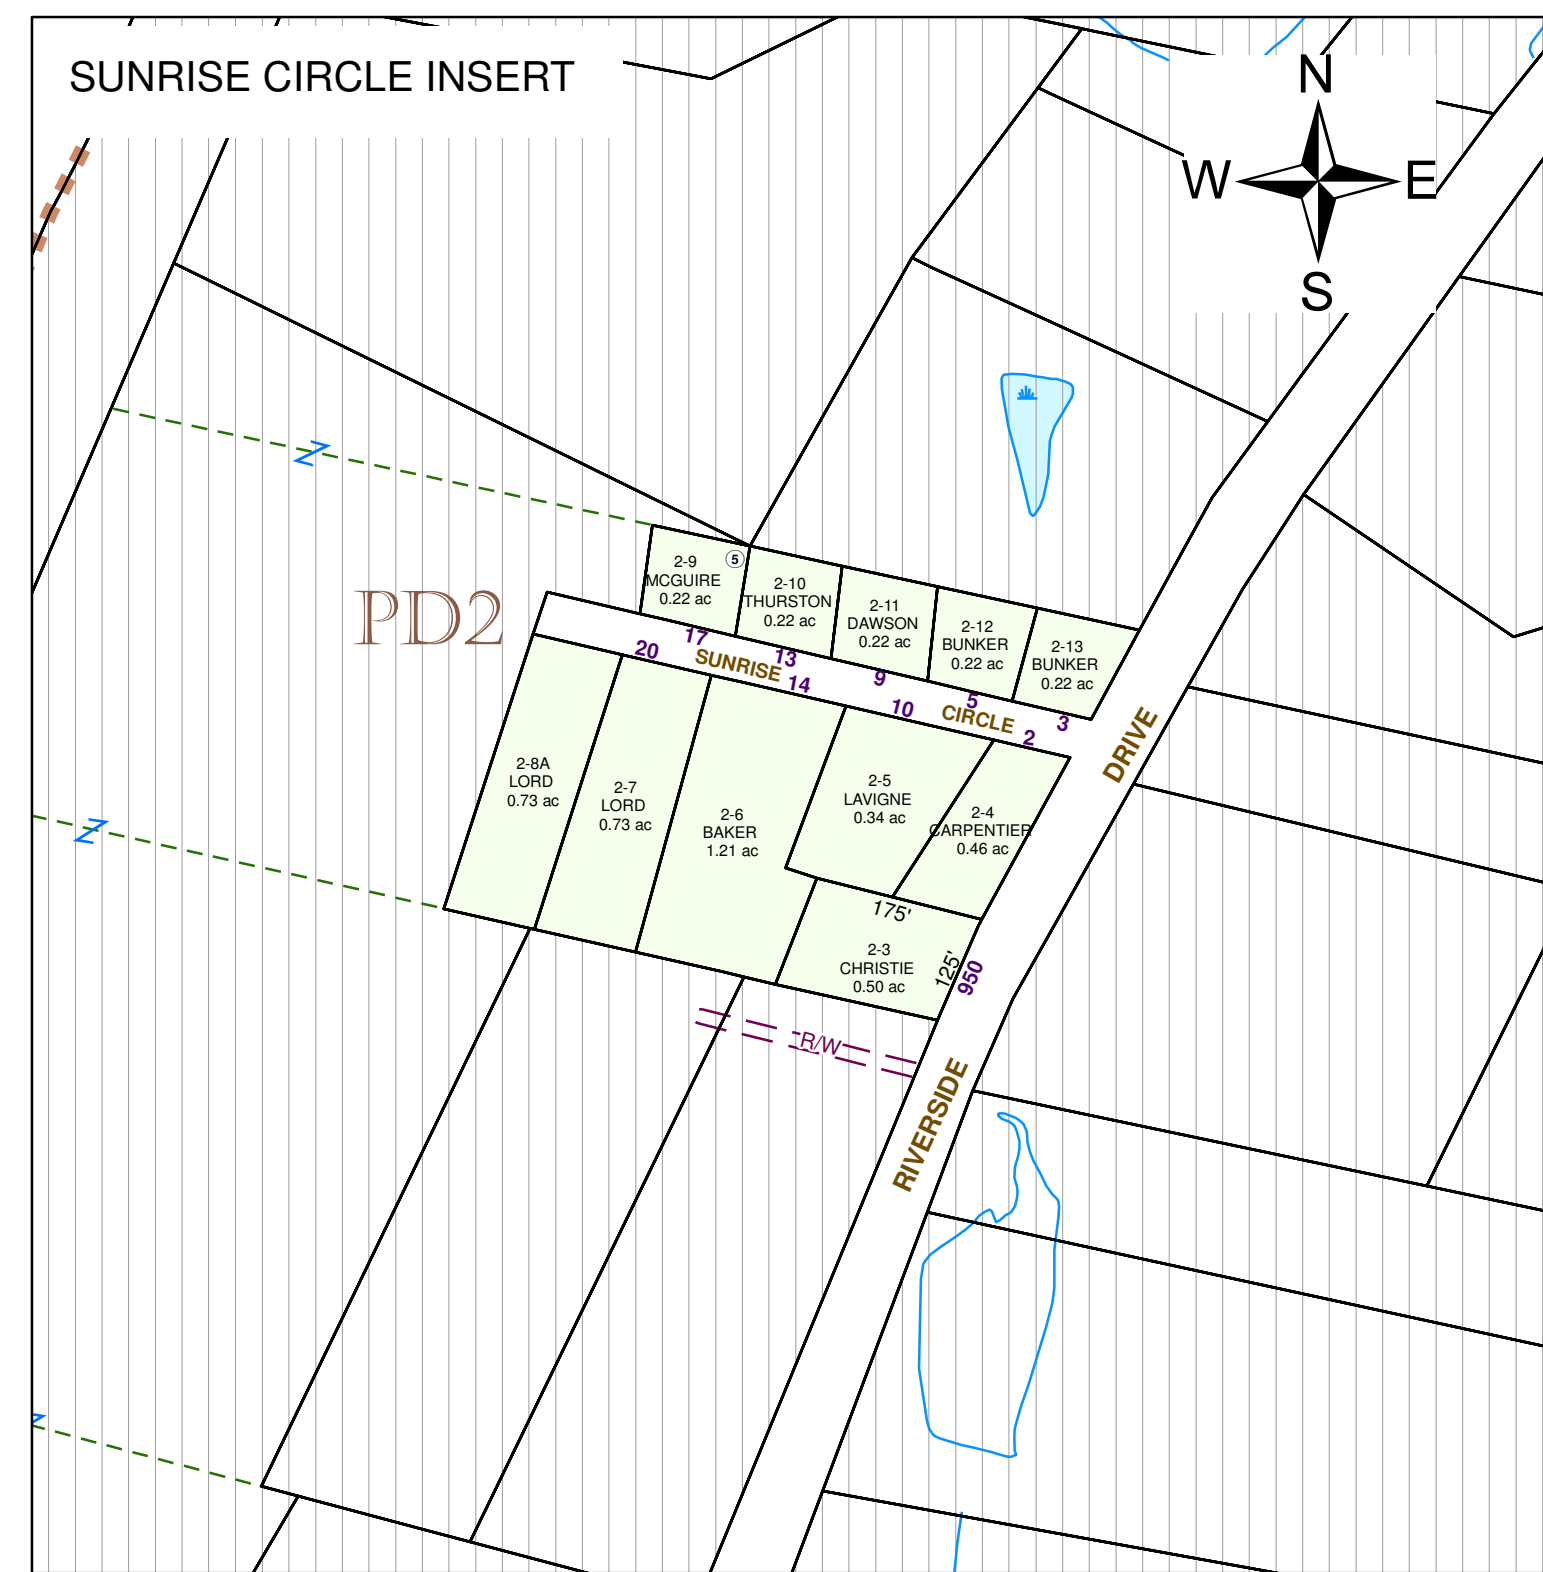 SUNRISE CIRCLE INSERT
N
W
E
S
Z
PD2
2-9
MCGUIRE
0.22 ac
5
2-10
THURSTON
0.22 ac
2-11
DAWSON
0.22 ac
2-12
BUNKER
0.22 ac
2-13
BUNKER
0.22 ac
17
13
9
5
3
SUNRISE CIRCLE
20
14
10
2
2-8A
LORD
0.73 ac
2-7
LORD
0.73 ac
2-6
BAKER
1.21 ac
2-5
LAVIGNE
0.34 ac
2-4
CARPENTIER
0.46 ac
175'
2-3
CHRISTIE
0.50 ac
125'
950
RIVERSIDE DRIVE
R/W
Z
Z